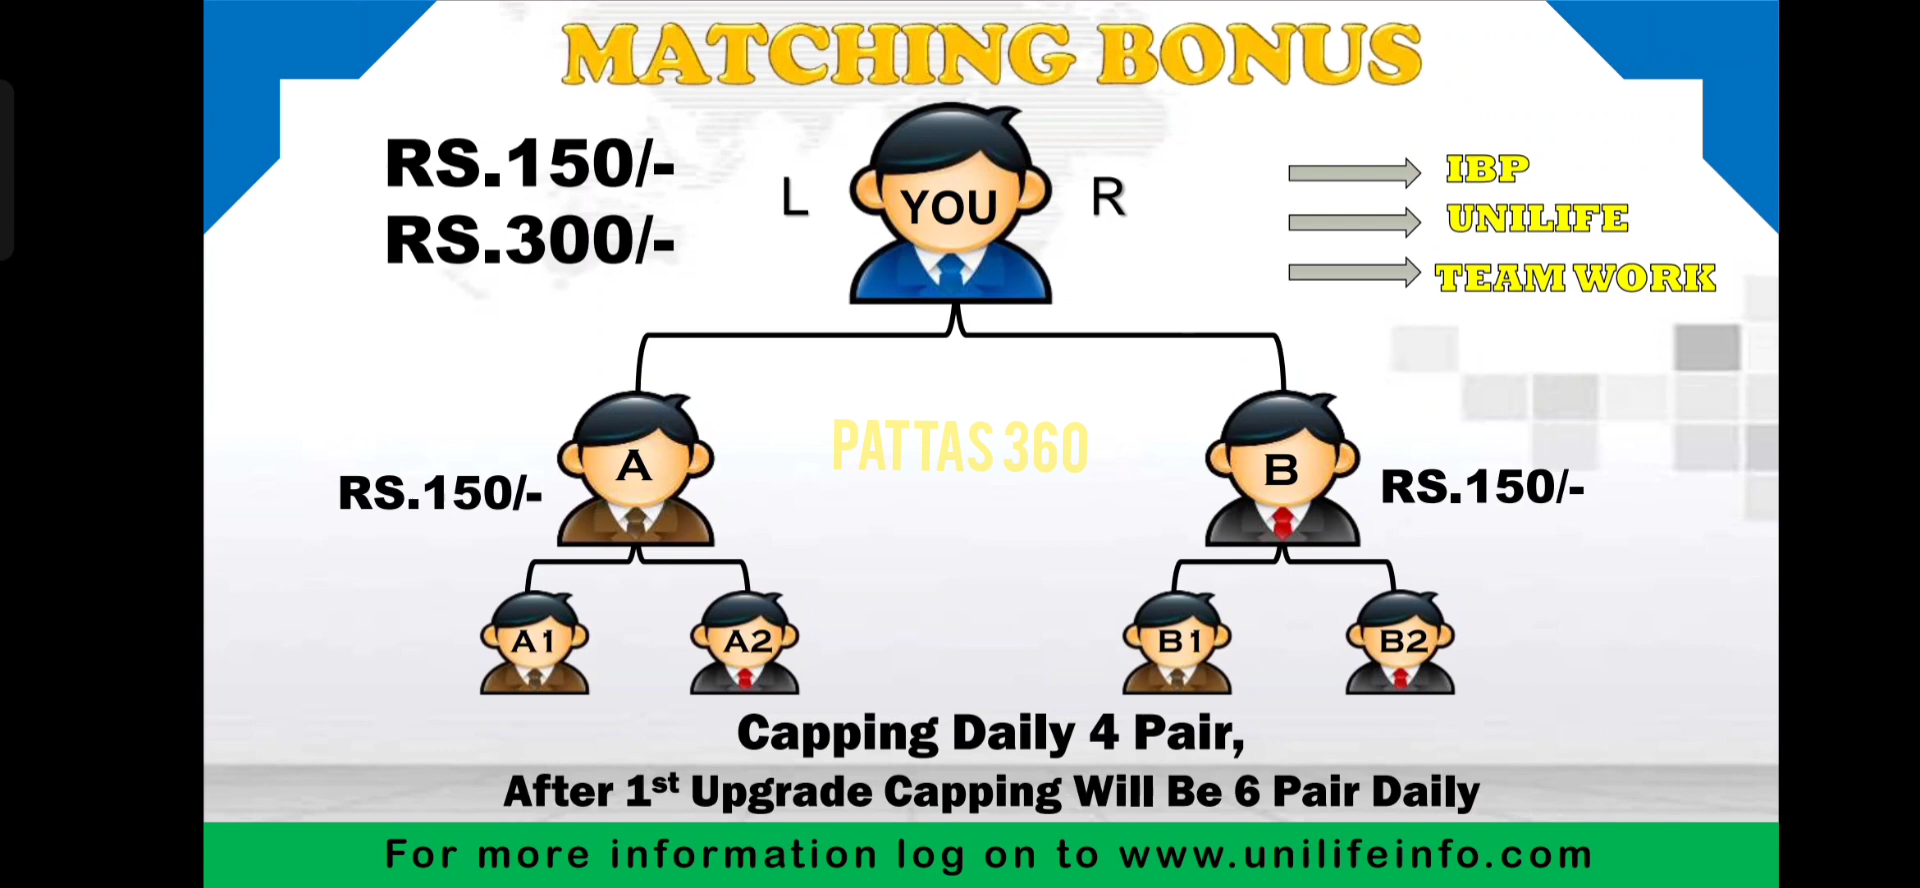 MATCHING BONUS
RS.150/-
RS.300/-
L
YOU
R
IBP
UNILIFE
TEAM WORK
PATTAS 360
RS.150/-
A
B
RS.150/-
A1
A2
B1
B2
Capping Daily 4 Pair,
After 1st Upgrade Capping Will Be 6 Pair Daily
For more information log on to www.unilifeinfo.com